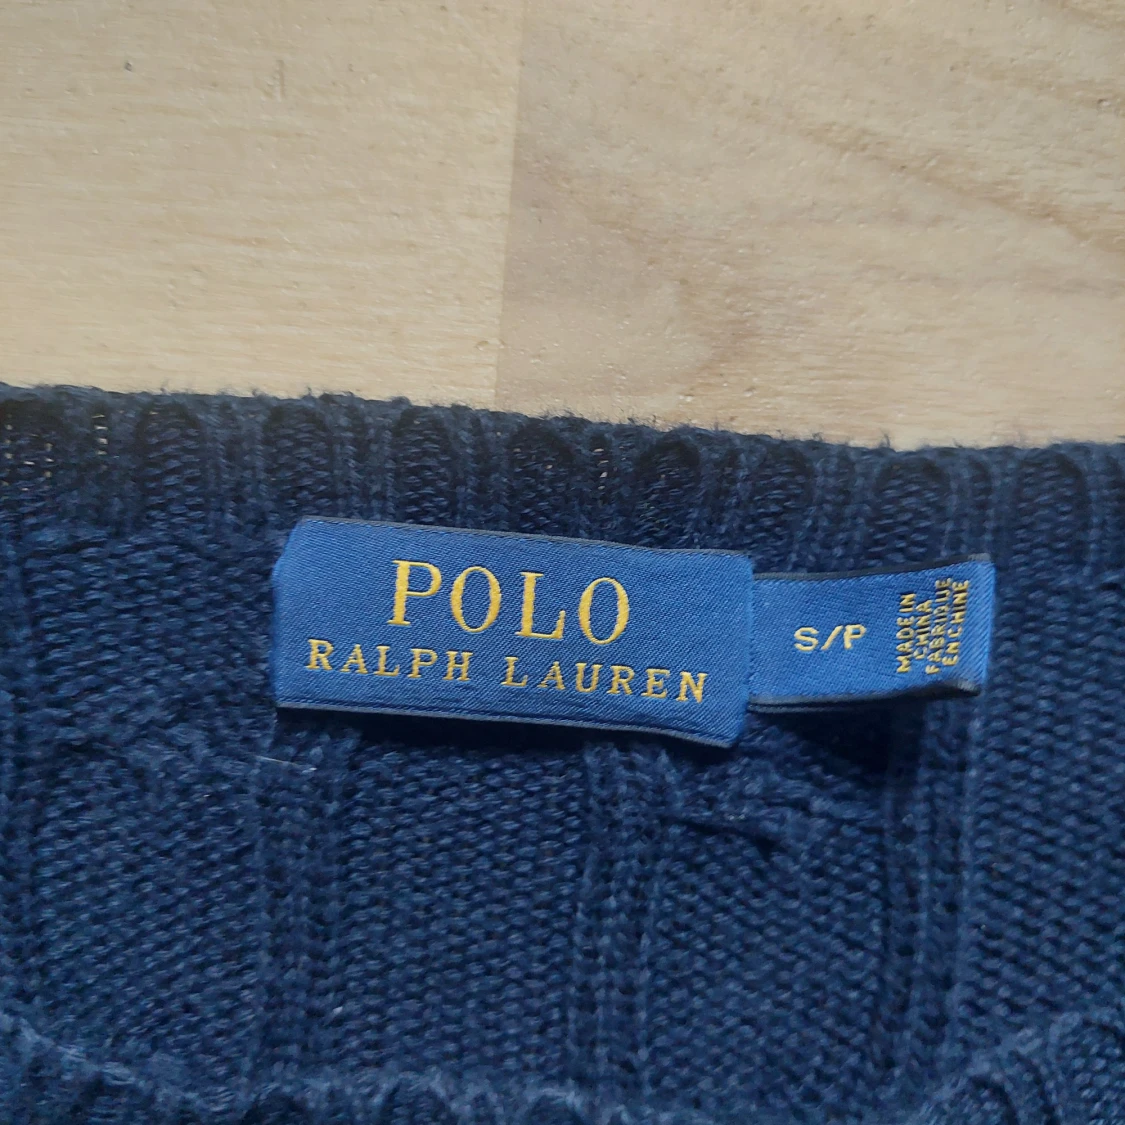 POLO
RALPH LAUREN
S/P
MADE IN
CHINA
FABRIQUE
EN CHINE